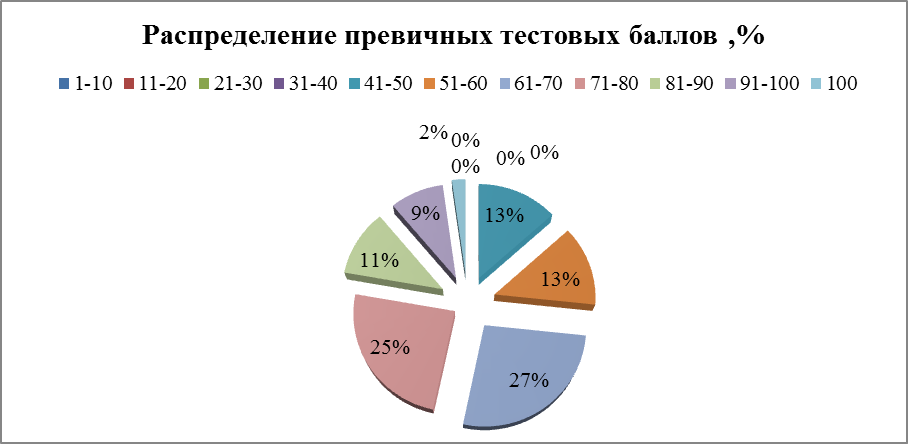 Распределение превичных тестовых баллов ,%
1-10 11-20 21-30 31-40 41-50 51-60 61-70 71-80 81-90 91-100 100
2% 0%
0% 0% 0%
9% 13%
11% 13%
25% 27%